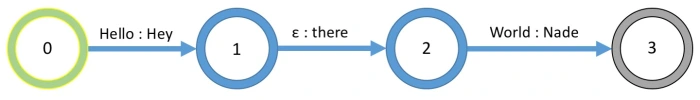 Hello : Hey
ε : there
World : Nade
0
1
2
3